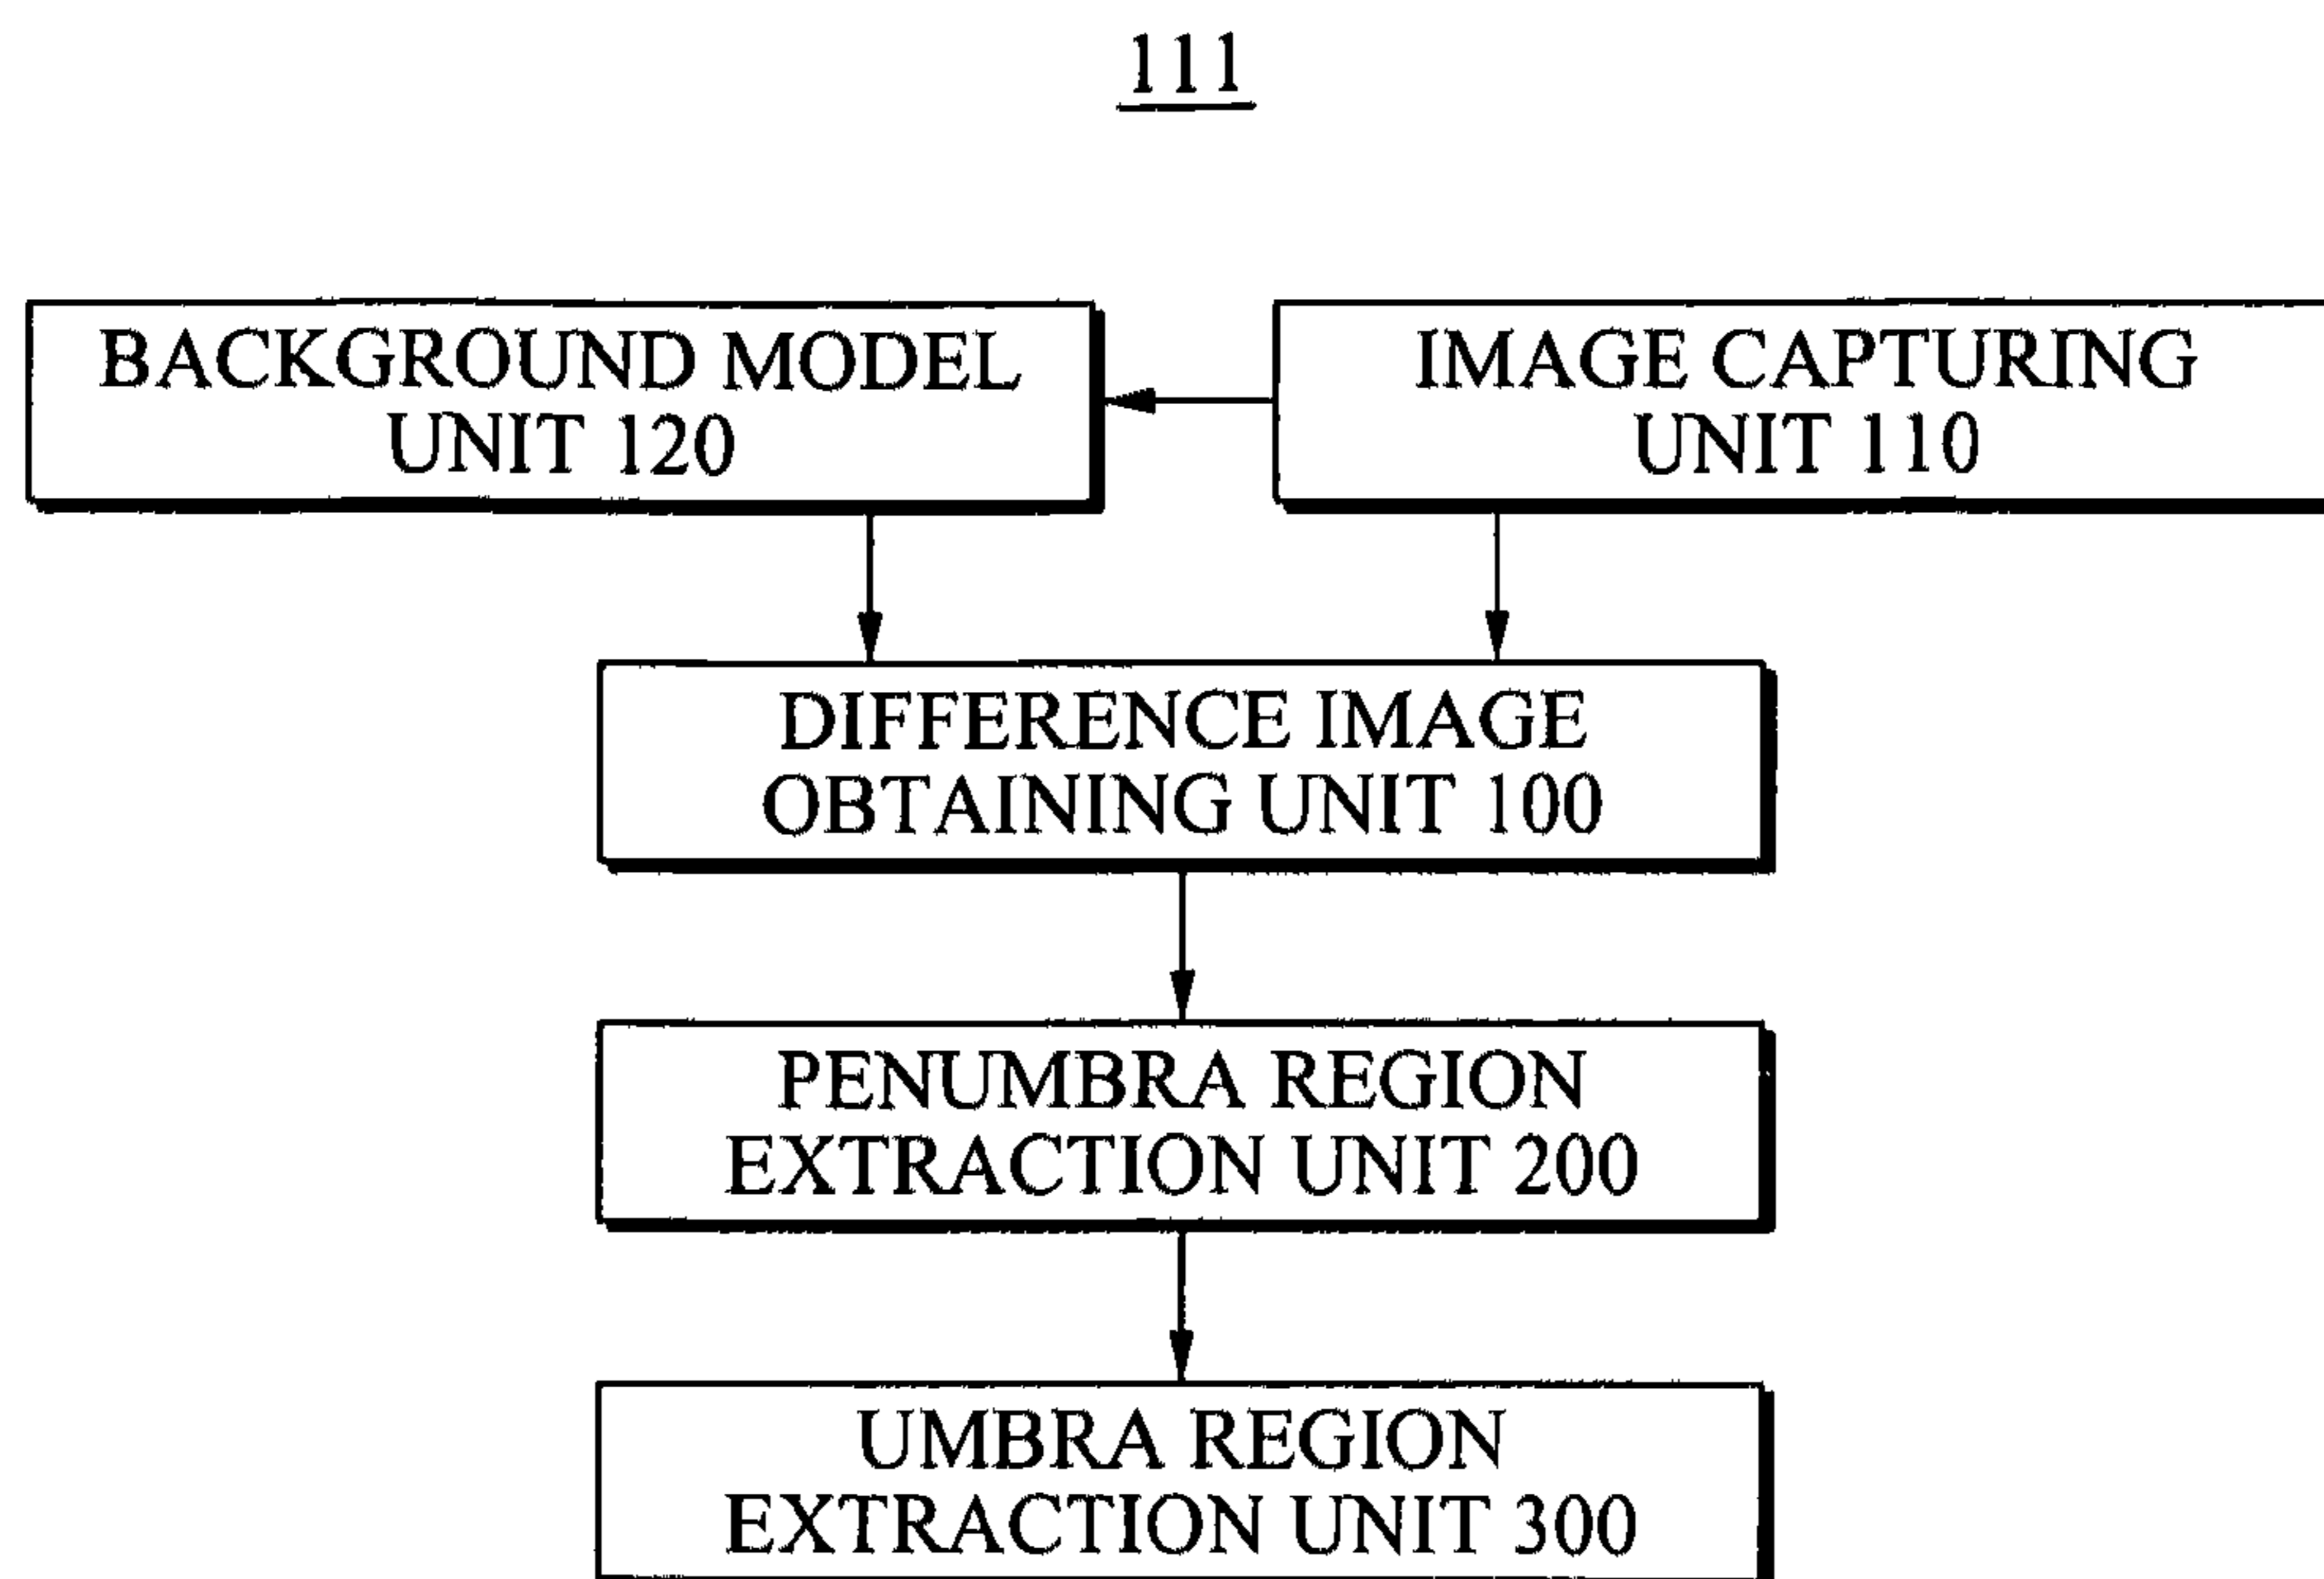 111
BACKGROUND MODEL
UNIT 120
IMAGE CAPTURING
UNIT 110
DIFFERENCE IMAGE
OBTAINING UNIT 100
PENUMBRA REGION
EXTRACTION UNIT 200
UMBRA REGION
EXTRACTION UNIT 300